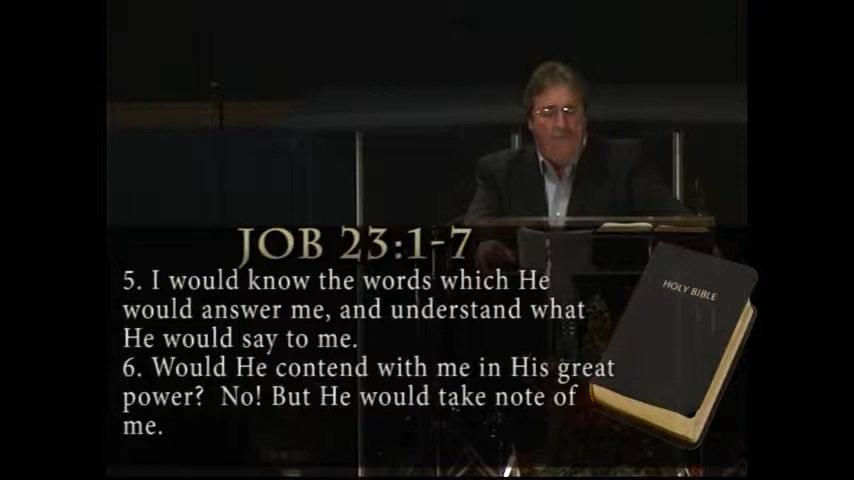 JOB 23:1-7
5. I would know the words which He
would answer me, and understand what
He would say to me.
6. Would He contend with me in His great
power? No! But He would take note of
me.
HOLY BIBLE